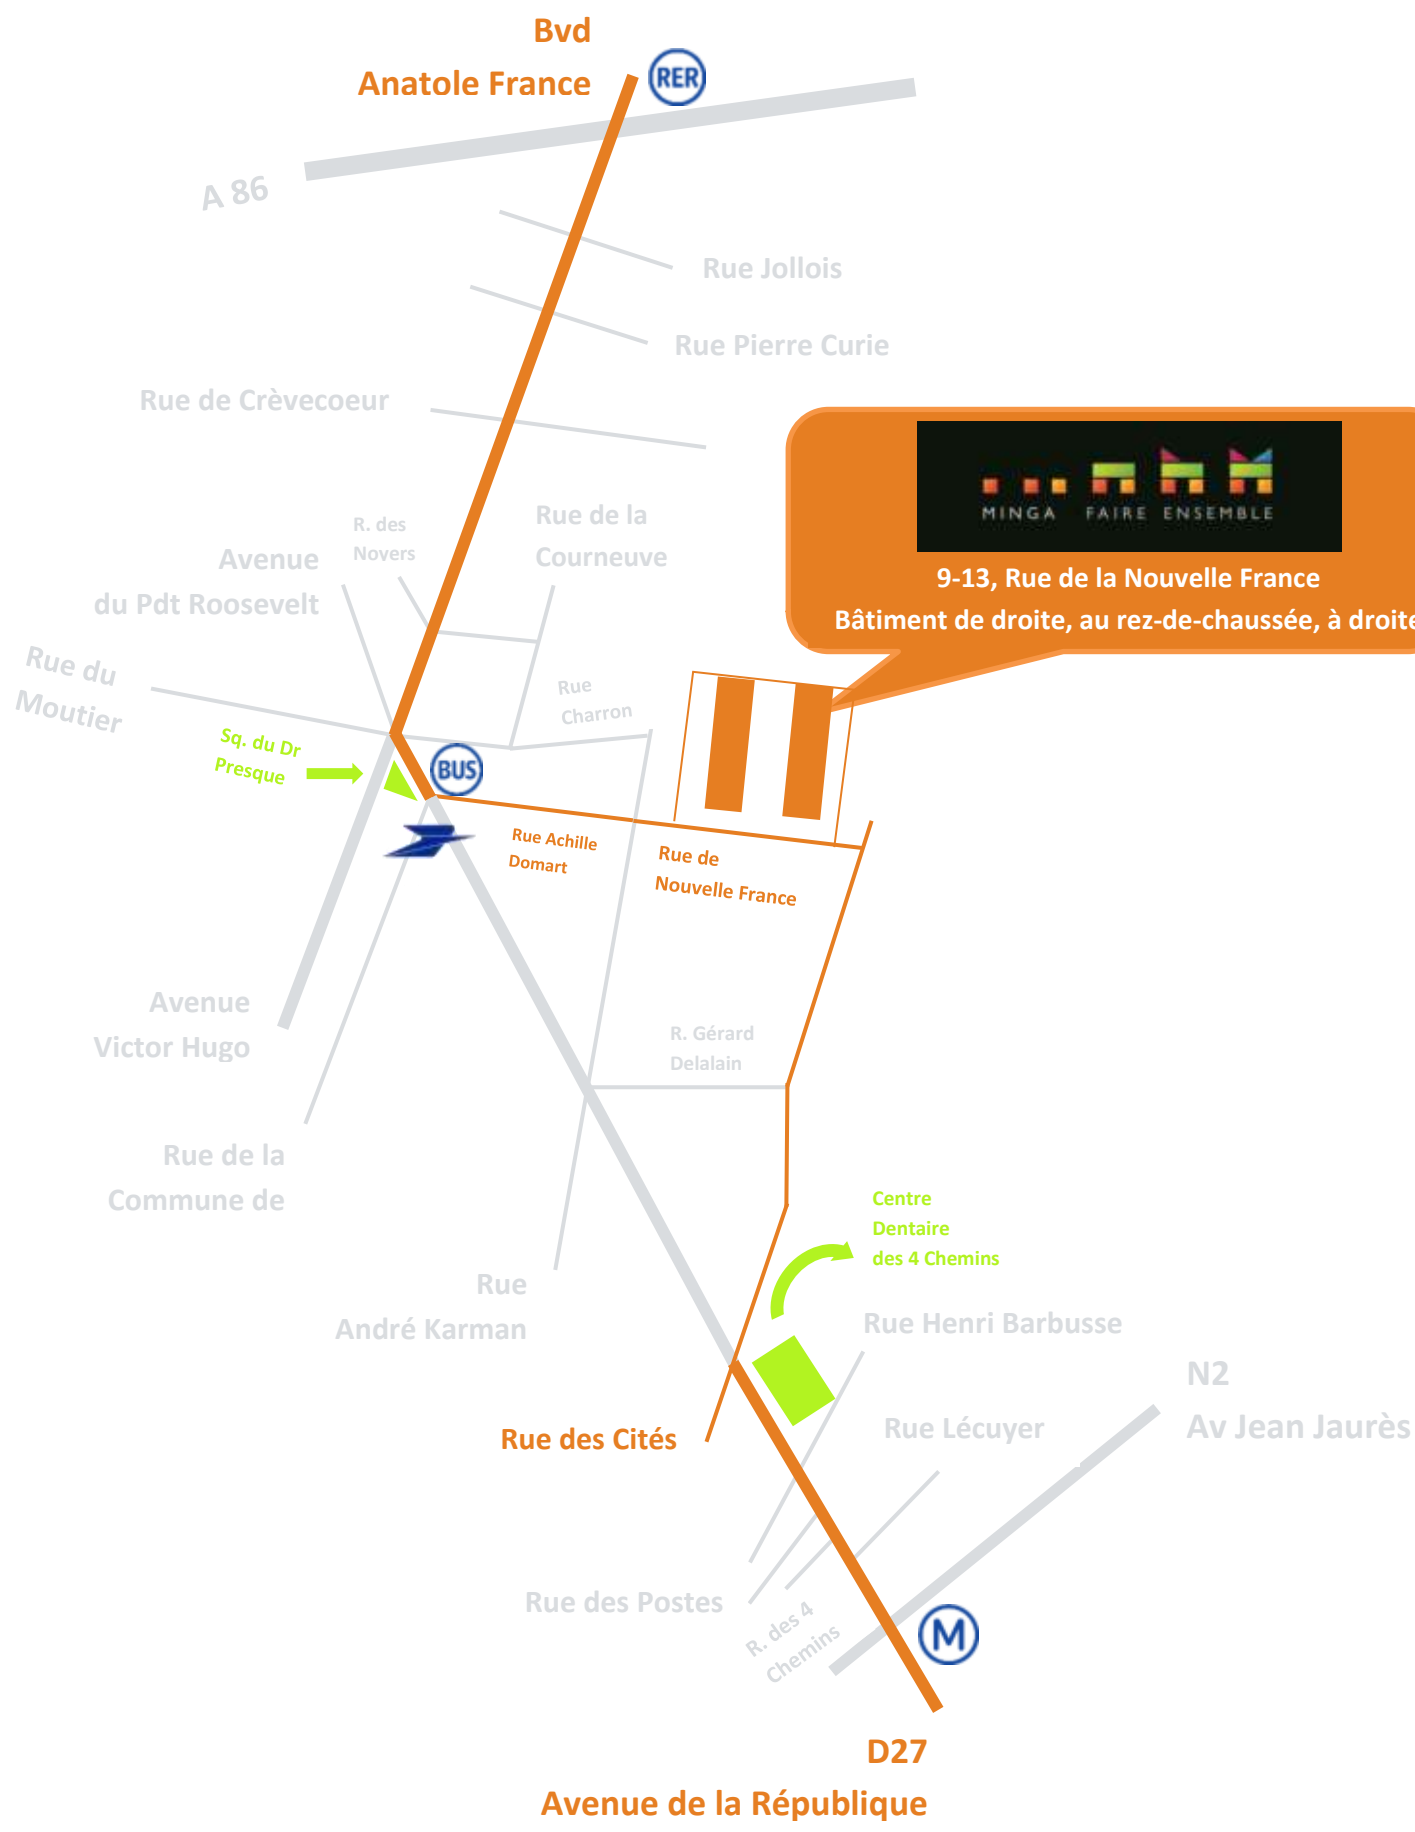 Bvd
Anatole France
RER
A 86
Rue Jollois
Rue Pierre Curie
Rue de Crèvecoeur
MINGA FAIRE ENSEMBLE
9-13, Rue de la Nouvelle France
Bâtiment de droite, au rez-de-chaussée, à droite
R. des
Novers
Rue de la
Courneuve
Avenue
du Pdt Roosevelt
Rue du
Moutier
Rue
Charron
Sq. du Dr
Presque
BUS
Rue Achille
Domart
Rue de
Nouvelle France
Avenue
Victor Hugo
R. Gérard
Delalain
Rue de la
Commune de
Centre
Dentaire
des 4 Chemins
Rue
André Karman
Rue Henri Barbusse
N2
Av Jean Jaurès
Rue Lécuyer
Rue des Cités
Rue des Postes
R. des 4
Chemins
M
D27
Avenue de la République